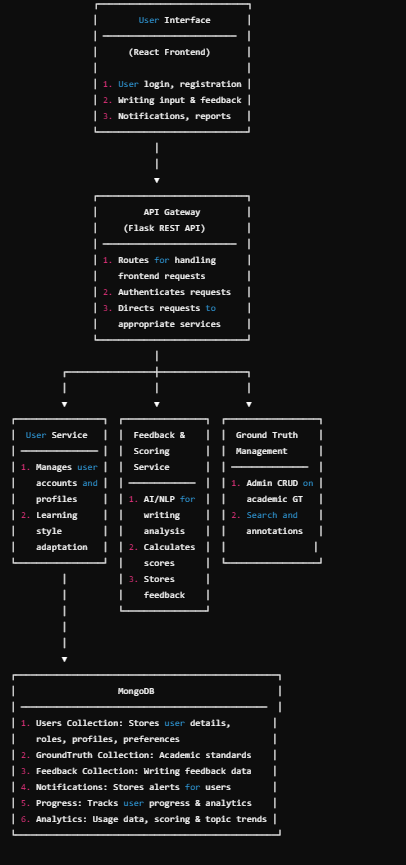 User Interface
(React Frontend)
1. User login, registration
2. Writing input & feedback
3. Notifications, reports
API Gateway
(Flask REST API)
1. Routes for handling
frontend requests
2. Authenticates requests
3. Directs requests to
appropriate services
User Service
1. Manages user
accounts and
profiles
2. Learning
style
adaptation
Feedback &
Scoring
Service
1. AI/NLP for
writing
analysis
2. Calculates
scores
3. Stores
feedback
Ground Truth
Management
1. Admin CRUD on
academic GT
2. Search and
annotations
MongoDB
1. Users Collection: Stores user details,
roles, profiles, preferences
2. GroundTruth Collection: Academic standards
3. Feedback Collection: Writing feedback data
4. Notifications: Stores alerts for users
5. Progress: Tracks user progress & analytics
6. Analytics: Usage data, scoring & topic trends